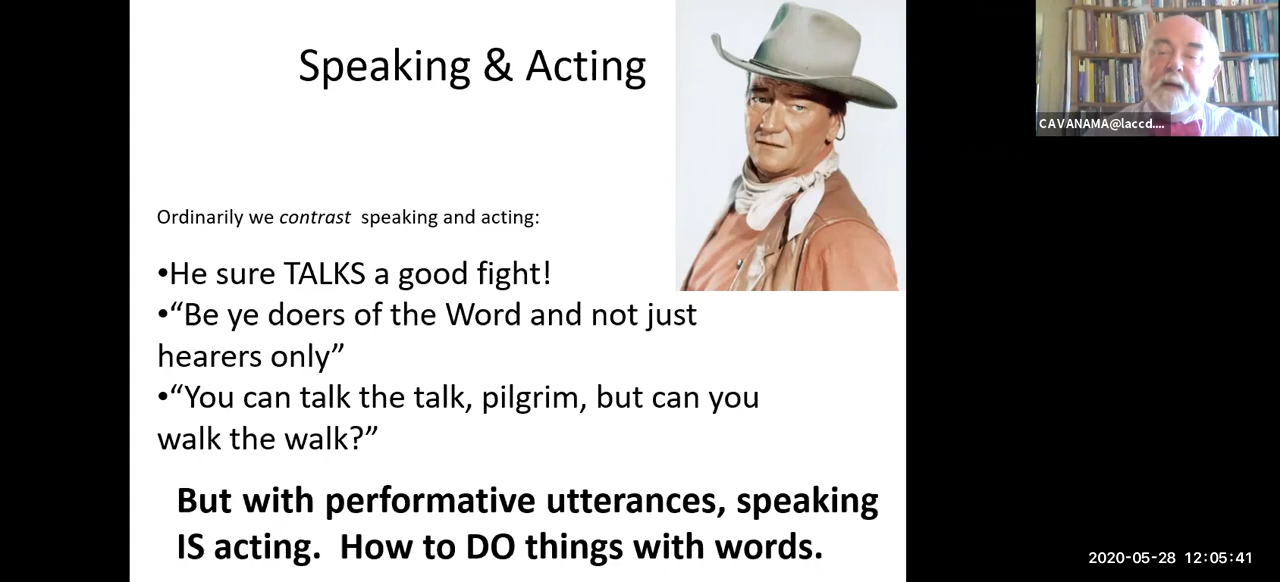 Speaking & Acting
CAVANAMA@laccd....
Ordinarily we contrast speaking and acting:
•He sure TALKS a good fight!
•“Be ye doers of the Word and not just
hearers only”
•“You can talk the talk, pilgrim, but can you
walk the walk?”
But with performative utterances, speaking
IS acting. How to DO things with words.
2020-05-28 12:05:41